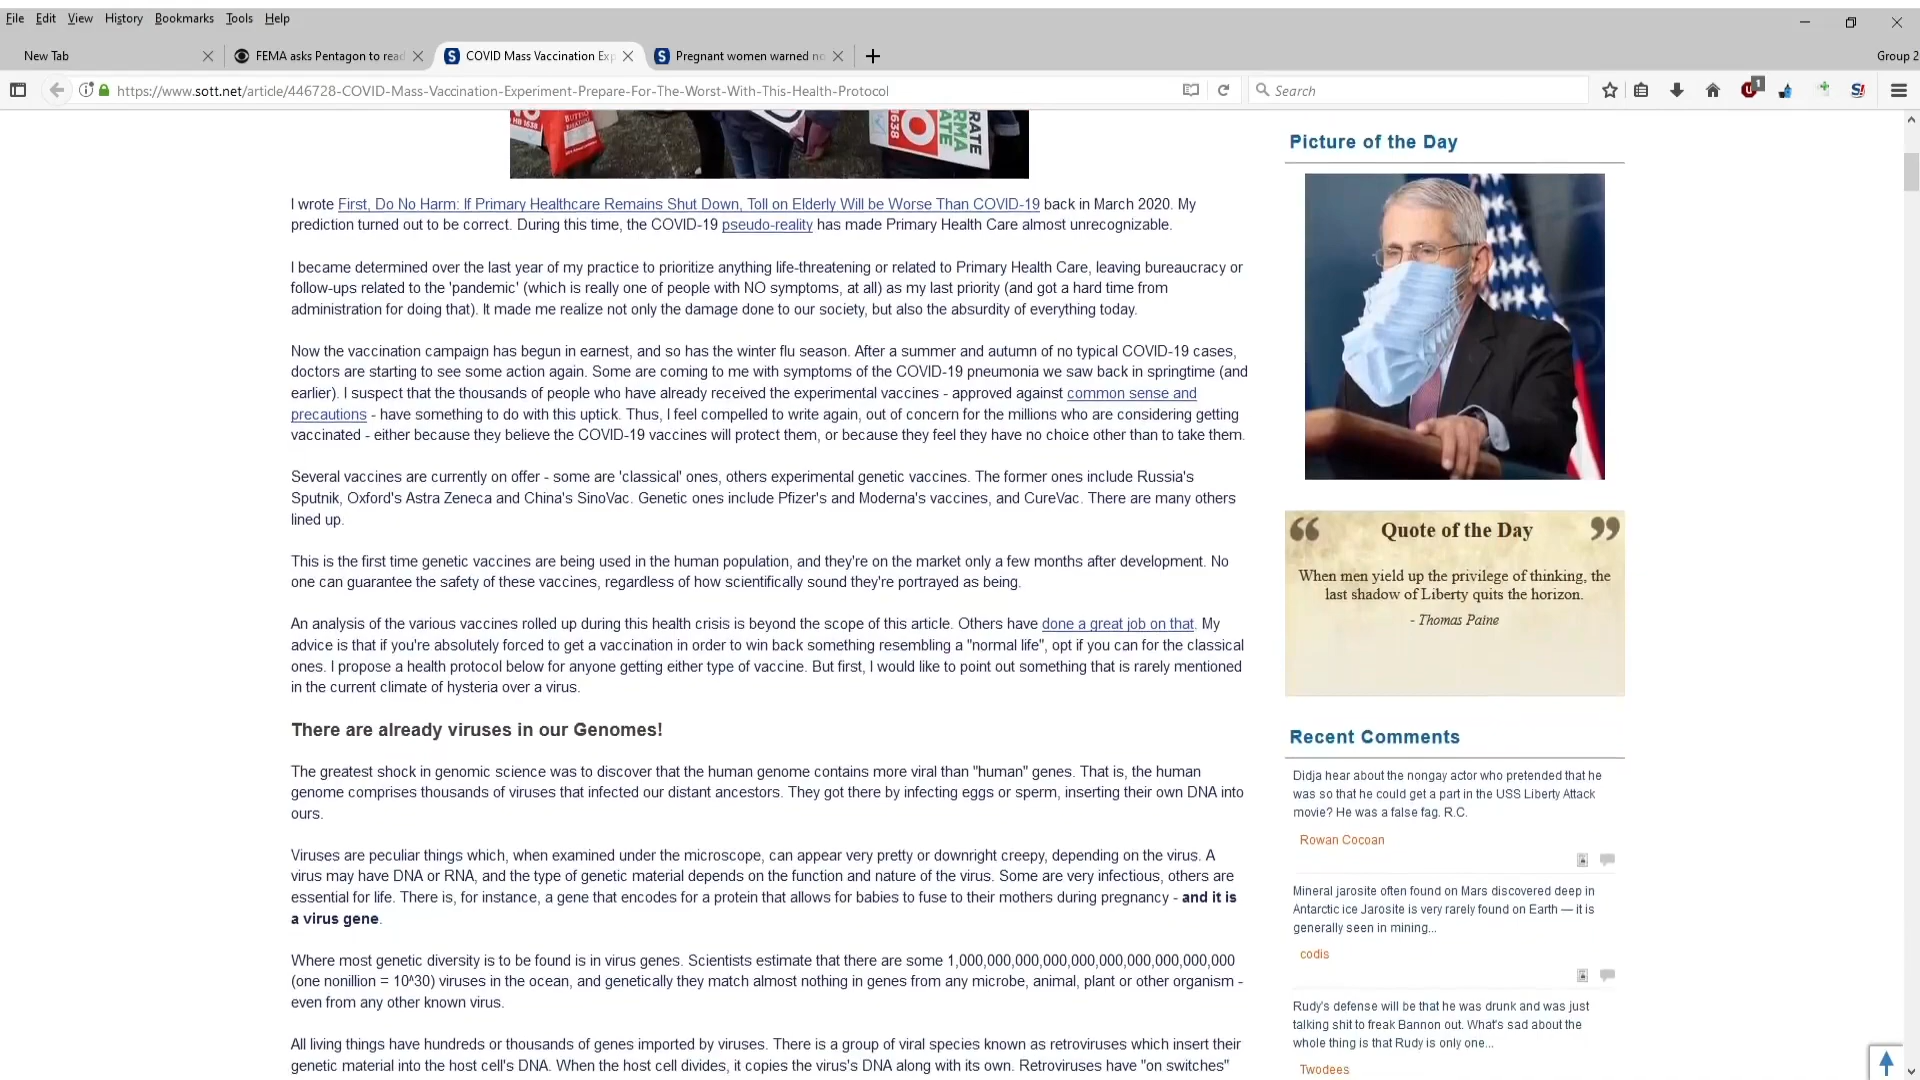 File Edit View History Bookmarks Tools Help
New Tab
FEMA asks Pentagon to read
COVID Mass Vaccination Exp
Pregnant women warned no
Group 2
https://www.sott.net/article/446728-COVID-Mass-Vaccination-Experiment-Prepare-For-The-Worst-With-This-Health-Protocol
Search
1
1638
RATE
RMA
ATE
1638
I wrote First, Do No Harm: If Primary Healthcare Remains Shut Down, Toll on Elderly Will be Worse Than COVID-19 back in March 2020. My
prediction turned out to be correct. During this time, the COVID-19 pseudo-reality has made Primary Health Care almost unrecognizable.
I became determined over the last year of my practice to prioritize anything life-threatening or related to Primary Health Care, leaving bureaucracy or
follow-ups related to the 'pandemic' (which is really one of people with NO symptoms, at all) as my last priority (and got a hard time from
administration for doing that). It made me realize not only the damage done to our society, but also the absurdity of everything today.
Now the vaccination campaign has begun in earnest, and so has the winter flu season. After a summer and autumn of no typical COVID-19 cases,
doctors are starting to see some action again. Some are coming to me with symptoms of the COVID-19 pneumonia we saw back in springtime (and
earlier). I suspect that the thousands of people who have already received the experimental vaccines - approved against common sense and
precautions - have something to do with this uptick. Thus, I feel compelled to write again, out of concern for the millions who are considering getting
vaccinated - either because they believe the COVID-19 vaccines will protect them, or because they feel they have no choice other than to take them.
Several vaccines are currently on offer - some are 'classical' ones, others experimental genetic vaccines. The former ones include Russia's
Sputnik, Oxford's Astra Zeneca and China's SinoVac. Genetic ones include Pfizer's and Moderna's vaccines, and CureVac. There are many others
lined up.
This is the first time genetic vaccines are being used in the human population, and they're on the market only a few months after development. No
one can guarantee the safety of these vaccines, regardless of how scientifically sound they're portrayed as being.
An analysis of the various vaccines rolled up during this health crisis is beyond the scope of this article. Others have done a great job on that. My
advice is that if you're absolutely forced to get a vaccination in order to win back something resembling a "normal life", opt if you can for the classical
ones. I propose a health protocol below for anyone getting either type of vaccine. But first, I would like to point out something that is rarely mentioned
in the current climate of hysteria over a virus.
There are already viruses in our Genomes!
The greatest shock in genomic science was to discover that the human genome contains more viral than "human" genes. That is, the human
genome comprises thousands of viruses that infected our distant ancestors. They got there by infecting eggs or sperm, inserting their own DNA into
ours.
Viruses are peculiar things which, when examined under the microscope, can appear very pretty or downright creepy, depending on the virus. A
virus may have DNA or RNA, and the type of genetic material depends on the function and nature of the virus. Some are very infectious, others are
essential for life. There is, for instance, a gene that encodes for a protein that allows for babies to fuse to their mothers during pregnancy - and it is
a virus gene.
Where most genetic diversity is to be found is in virus genes. Scientists estimate that there are some 1,000,000,000,000,000,000,000,000,000,000
(one nonillion = 10^30) viruses in the ocean, and genetically they match almost nothing in genes from any microbe, animal, plant or other organism -
even from any other known virus.
All living things have hundreds or thousands of genes imported by viruses. There is a group of viral species known as retroviruses which insert their
genetic material into the host cell's DNA. When the host cell divides, it copies the virus's DNA along with its own. Retroviruses have "on switches"
Picture of the Day
Quote of the Day
When men yield up the privilege of thinking, the
last shadow of Liberty quits the horizon.
- Thomas Paine
Recent Comments
Didja hear about the nongay actor who pretended that he
was so that he could get a part in the USS Liberty Attack
movie? He was a false fag. R.C.
Rowan Cocoan
Mineral jarosite often found on Mars discovered deep in
Antarctic ice Jarosite is very rarely found on Earth — it is
generally seen in mining...
codis
Rudy's defense will be that he was drunk and was just
talking shit to freak Bannon out. What's sad about the
whole thing is that Rudy is only one...
Twodees